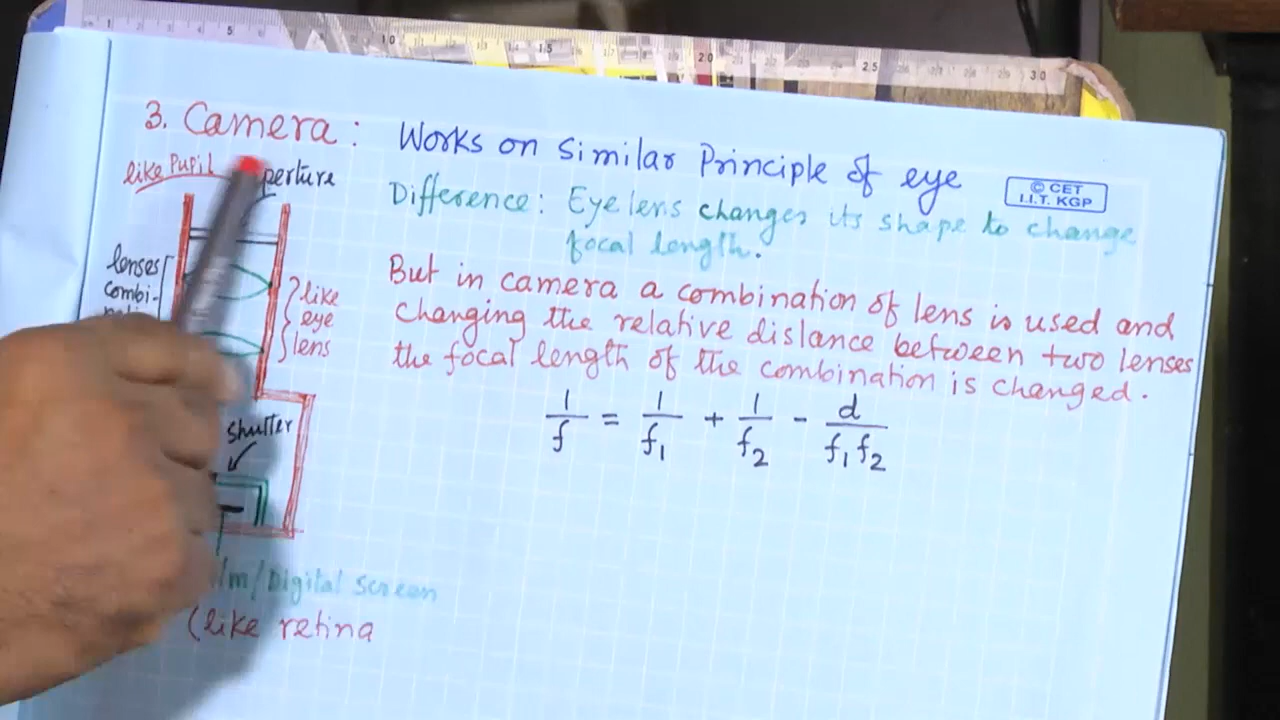 3. Camera: Works on Similar Principle of eye
like Pupil perture
© CET
I.I.T. KGP
Difference: Eye lens changes its shape to change
focal length.
lenses
combi-
like
eye
lens
But in camera a combination of lens is used and
changing the relative distance between two lenses
the focal length of the combination is changed.
1/f = 1/f₁ + 1/f₂ - d/f₁f₂
shutter
lm/Digital Screen
(like retina